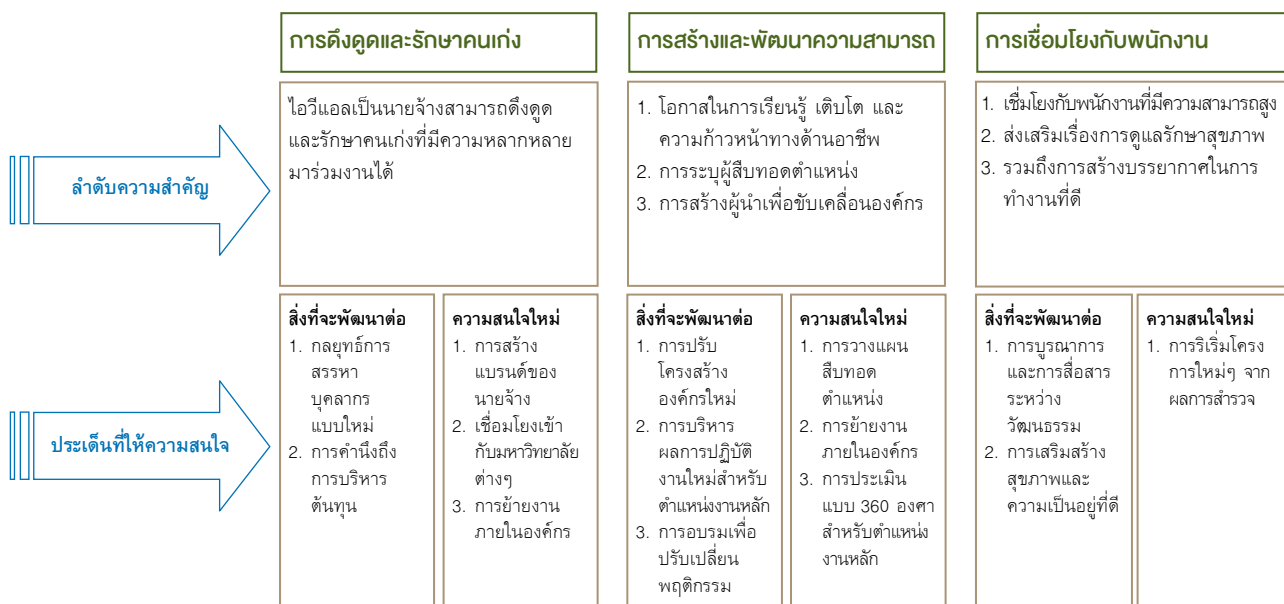 การดึงดูดและรักษาคนเก่ง
การสร้างและพัฒนาความสามารถ
การเชื่อมโยงกับพนักงาน
ลำดับความสำคัญ
ไอวีแอลเป็นนายจ้างสามารถดึงดูด
และรักษาคนเก่งที่มีความหลากหลาย
มาร่วมงานได้
1. โอกาสในการเรียนรู้ เติบโต และ
ความก้าวหน้าทางด้านอาชีพ
2. การระบุผู้สืบทอดตำแหน่ง
3. การสร้างผู้นำเพื่อขับเคลื่อนองค์กร
1. เชื่มโยงกับพนักงานที่มีความสามารถสูง
2. ส่งเสริมเรื่องการดูแลรักษาสุขภาพ
3. รวมถึงการสร้างบรรยากาศในการ
ทำงานที่ดี
ประเด็นที่ให้ความสนใจ
สิ่งที่จะพัฒนาต่อ
1. กลยุทธ์การ
สรรหา
บุคลากร
แบบใหม่
2. การคำนึงถึง
การบริหาร
ต้นทุน
ความสนใจใหม่
1. การสร้าง
แบรนด์ของ
นายจ้าง
2. เชื่อมโยงเข้า
กับมหาวิทยาลัย
ต่างๆ
3. การย้ายงาน
ภายในองค์กร
สิ่งที่จะพัฒนาต่อ
1. การปรับ
โครงสร้าง
องค์กรใหม่
2. การบริหาร
ผลการปฏิบัติ
งานใหม่สำหรับ
ตำแหน่งงานหลัก
3. การอบรมเพื่อ
ปรับเปลี่ยน
พฤติกรรม
ความสนใจใหม่
1. การวางแผน
สืบทอด
ตำแหน่ง
2. การย้ายงาน
ภายในองค์กร
3. การประเมิน
แบบ 360 องศา
สำหรับตำแหน่ง
งานหลัก
สิ่งที่จะพัฒนาต่อ
1. การบูรณาการ
และการสื่อสาร
ระหว่าง
วัฒนธรรม
2. การเสริมสร้าง
สุขภาพและ
ความเป็นอยู่ที่ดี
ความสนใจใหม่
1. การริเริ่มโครง
การใหม่ๆ จาก
ผลการสำรวจ